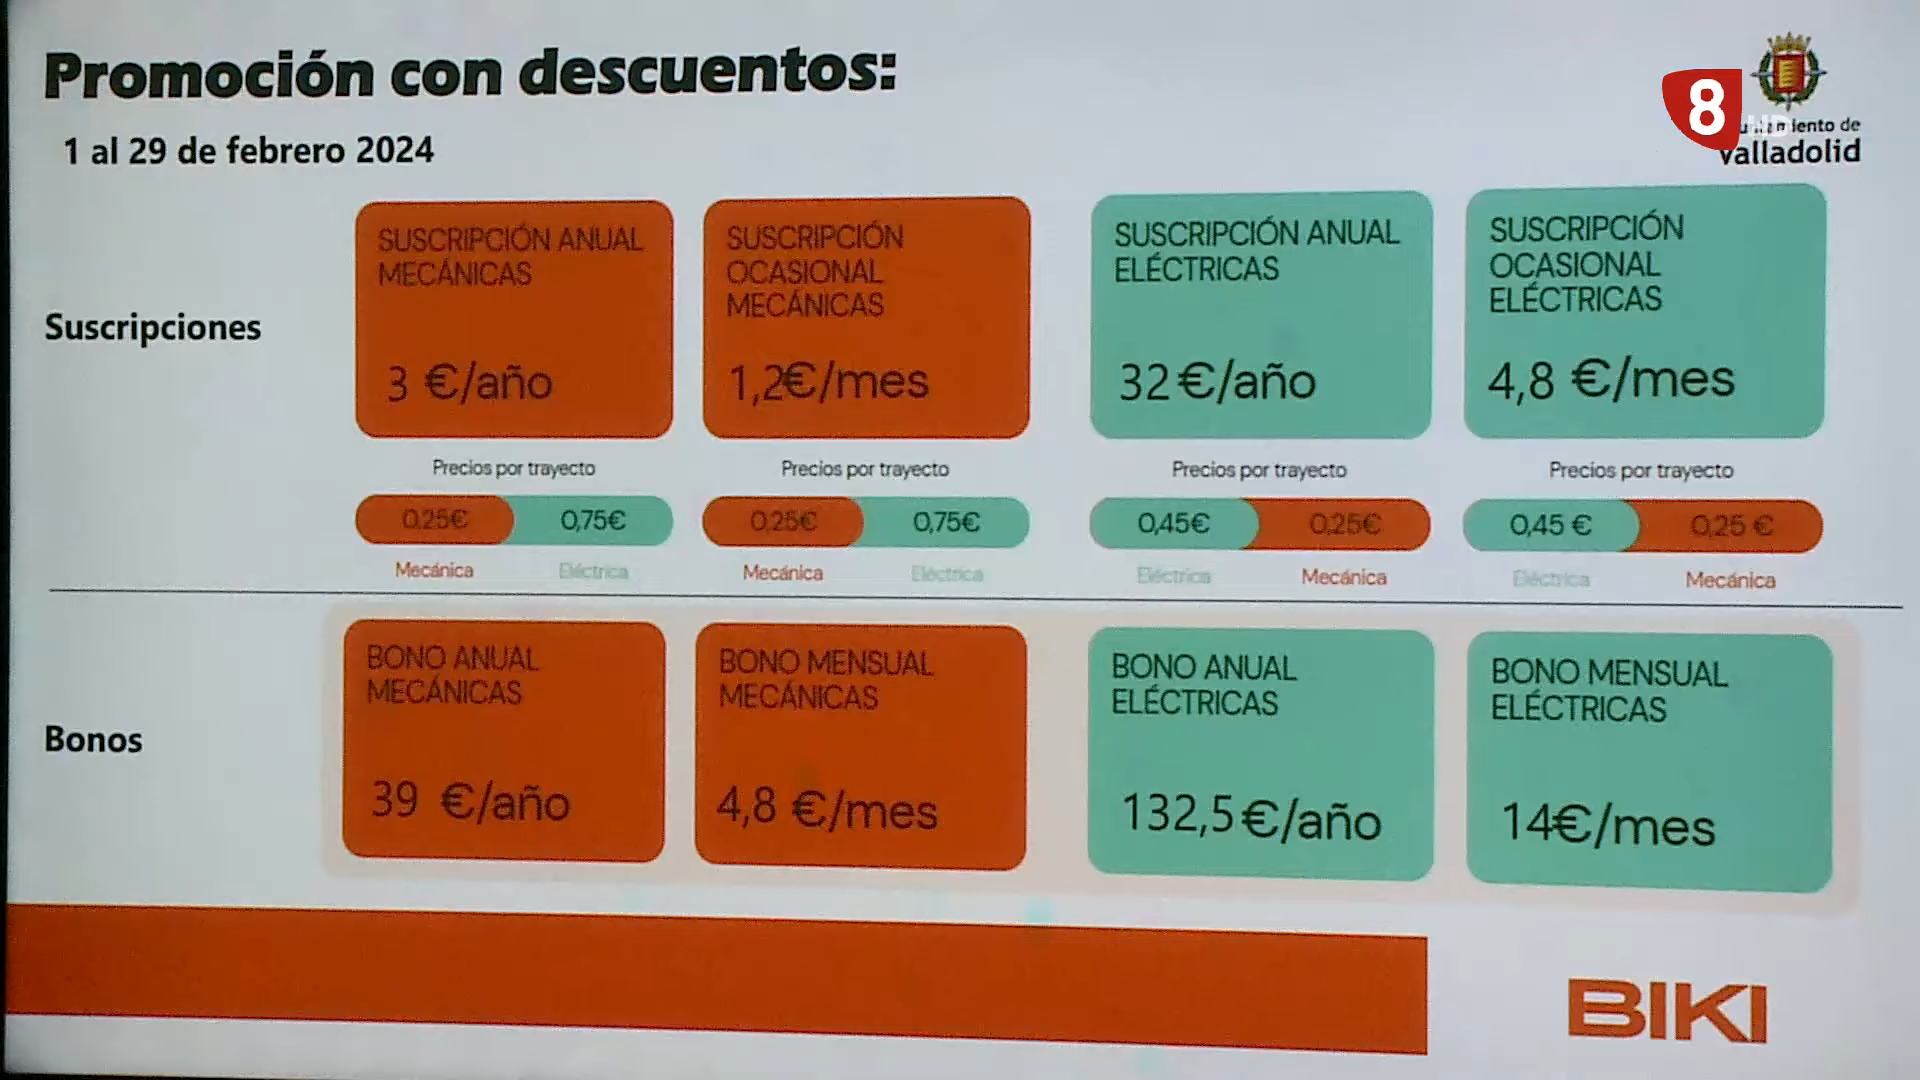 Promoción con descuentos:
1 al 29 de febrero 2024
8
HD
miento de
Valladolid
Suscripciones
SUSCRIPCIÓN ANUAL
MECÁNICAS
3 €/año
SUSCRIPCIÓN
OCASIONAL
MECÁNICAS
1,2€/mes
SUSCRIPCIÓN ANUAL
ELÉCTRICAS
32 €/año
SUSCRIPCIÓN
OCASIONAL
ELÉCTRICAS
4,8 €/mes
Precios por trayecto
0,25€ 0,75€
Mecánica Eléctrica
Precios por trayecto
0,25€ 0,75€
Mecánica Eléctrica
Precios por trayecto
0,45€ 0,25€
Eléctrica Mecánica
Precios por trayecto
0,45 € 0,25 €
Eléctrica Mecánica
Bonos
BONO ANUAL
MECÁNICAS
39 €/año
BONO MENSUAL
MECÁNICAS
4,8 €/mes
BONO ANUAL
ELÉCTRICAS
132,5 €/año
BONO MENSUAL
ELÉCTRICAS
14€/mes
BIKI